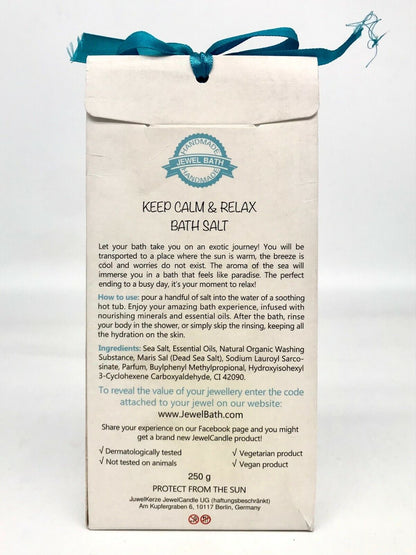 HANDMADE
JEWEL BATH
HANDMADE
KEEP CALM & RELAX
BATH SALT
Let your bath take you on an exotic journey! You will be
transported to a place where the sun is warm, the breeze is
cool and worries do not exist. The aroma of the sea will
immerse you in a bath that feels like paradise. The perfect
ending to a busy day, it's your moment to relax!
How to use: pour a handful of salt into the water of a soothing
hot tub. Enjoy your amazing bath experience, infused with
nourishing minerals and essential oils. After the bath, rinse
your body in the shower, or simply skip the rinsing, keeping all
the hydration on the skin.
Ingredients: Sea Salt, Essential Oils, Natural Organic Washing
Substance, Maris Sal (Dead Sea Salt), Sodium Lauroyl Sarco-
sinate, Parfum, Buylphenyl Methylpropional, Hydroxyisohexyl
3-Cyclohexene Carboxyaldehyde, CI 42090.
To reveal the value of your jewellery enter the code
attached to your jewel on our website:
www.JewelBath.com
Share your experience on our Facebook page and you might
get a brand new JewelCandle product!
√ Dermatologically tested √ Vegetarian product
√ Not tested on animals √ Vegan product
250 g
PROTECT FROM THE SUN
JuwelKerze JewelCandle UG (haftungsbeschränkt)
Am Kupfergraben 6, 10117 Berlin, Germany